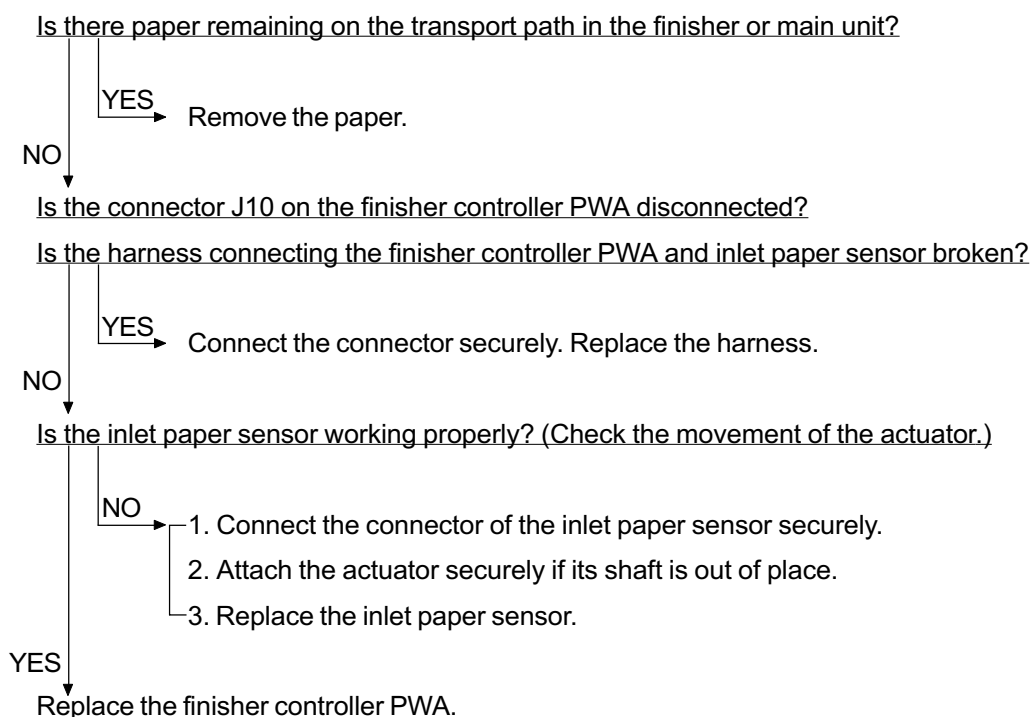 Is there paper remaining on the transport path in the finisher or main unit?
YES
Remove the paper.
NO
Is the connector J10 on the finisher controller PWA disconnected?
Is the harness connecting the finisher controller PWA and inlet paper sensor broken?
YES
Connect the connector securely. Replace the harness.
NO
Is the inlet paper sensor working properly? (Check the movement of the actuator.)
NO
1. Connect the connector of the inlet paper sensor securely.
2. Attach the actuator securely if its shaft is out of place.
3. Replace the inlet paper sensor.
YES
Replace the finisher controller PWA.